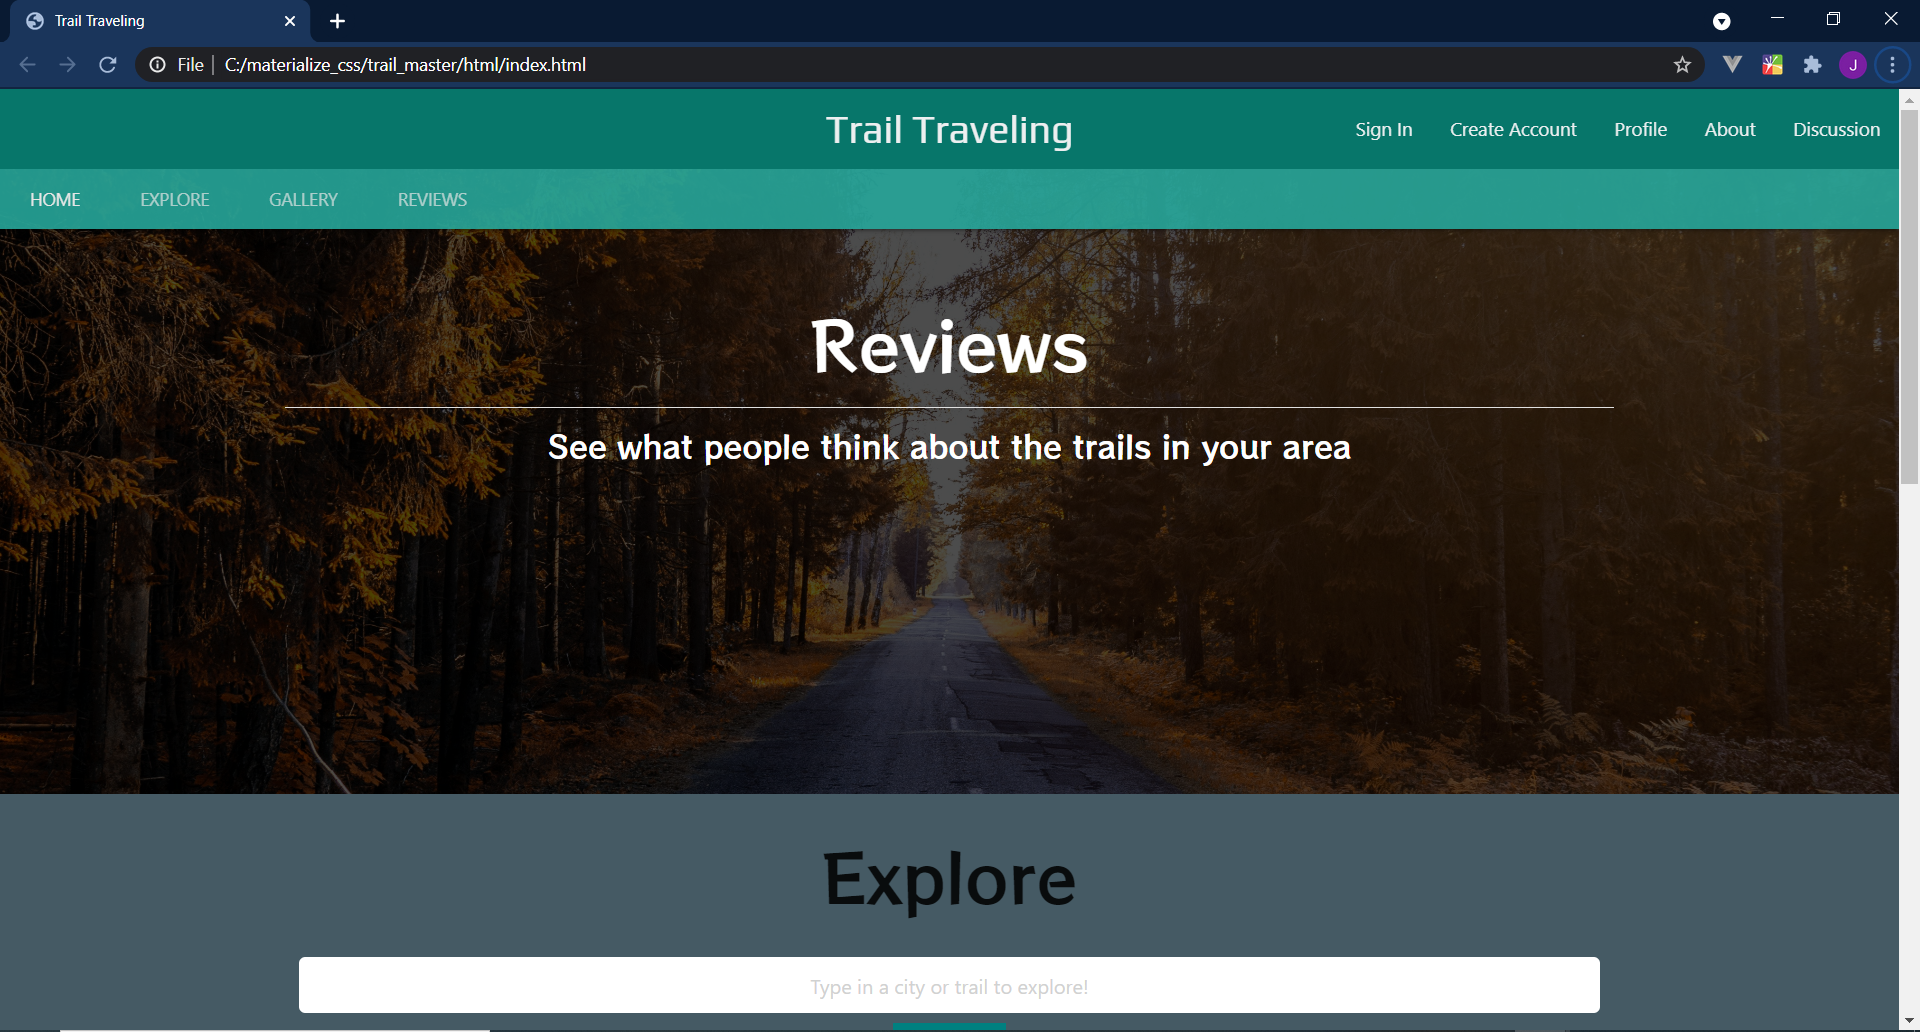 Trail Traveling
File | C:/materialize_css/trail_master/html/index.html
J
Trail Traveling
Sign In Create Account Profile About Discussion
HOME EXPLORE GALLERY REVIEWS
Reviews
See what people think about the trails in your area
Explore
Type in a city or trail to explore!